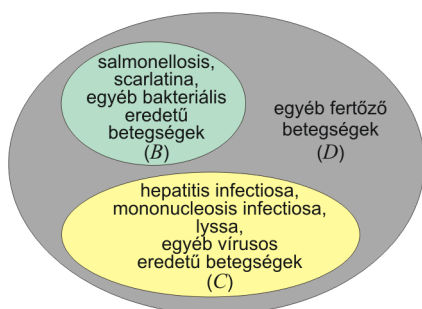 salmonellosis,
scarlatina,
egyéb bakteriális
eredetű
betegségek
(B)
egyéb fertőző
betegségek
(D)
hepatitis infectiosa,
mononucleosis infectiosa,
lyssa,
egyéb vírusos
eredetű betegségek
(C)